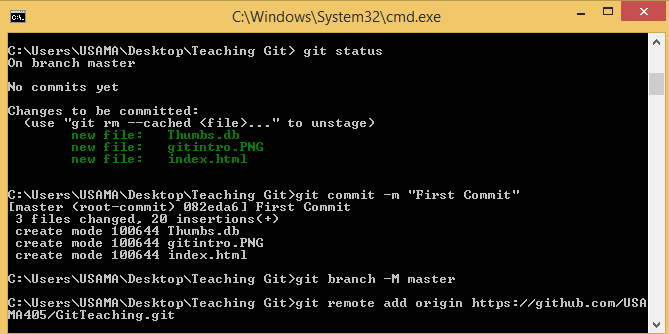 C:\Windows\System32\cmd.exe
C:\Users\USAMA\Desktop\Teaching Git> git status
On branch master
No commits yet
Changes to be committed:
  (use "git rm --cached <file>..." to unstage)
        new file:   Thumbs.db
        new file:   gitintro.PNG
        new file:   index.html
C:\Users\USAMA\Desktop\Teaching Git>git commit -m "First Commit"
[master (root-commit) 082eda6] First Commit
 3 files changed, 20 insertions(+)
 create mode 100644 Thumbs.db
 create mode 100644 gitintro.PNG
 create mode 100644 index.html
C:\Users\USAMA\Desktop\Teaching Git>git branch -M master
C:\Users\USAMA\Desktop\Teaching Git>git remote add origin https://github.com/USA
MA405/GitTeaching.git